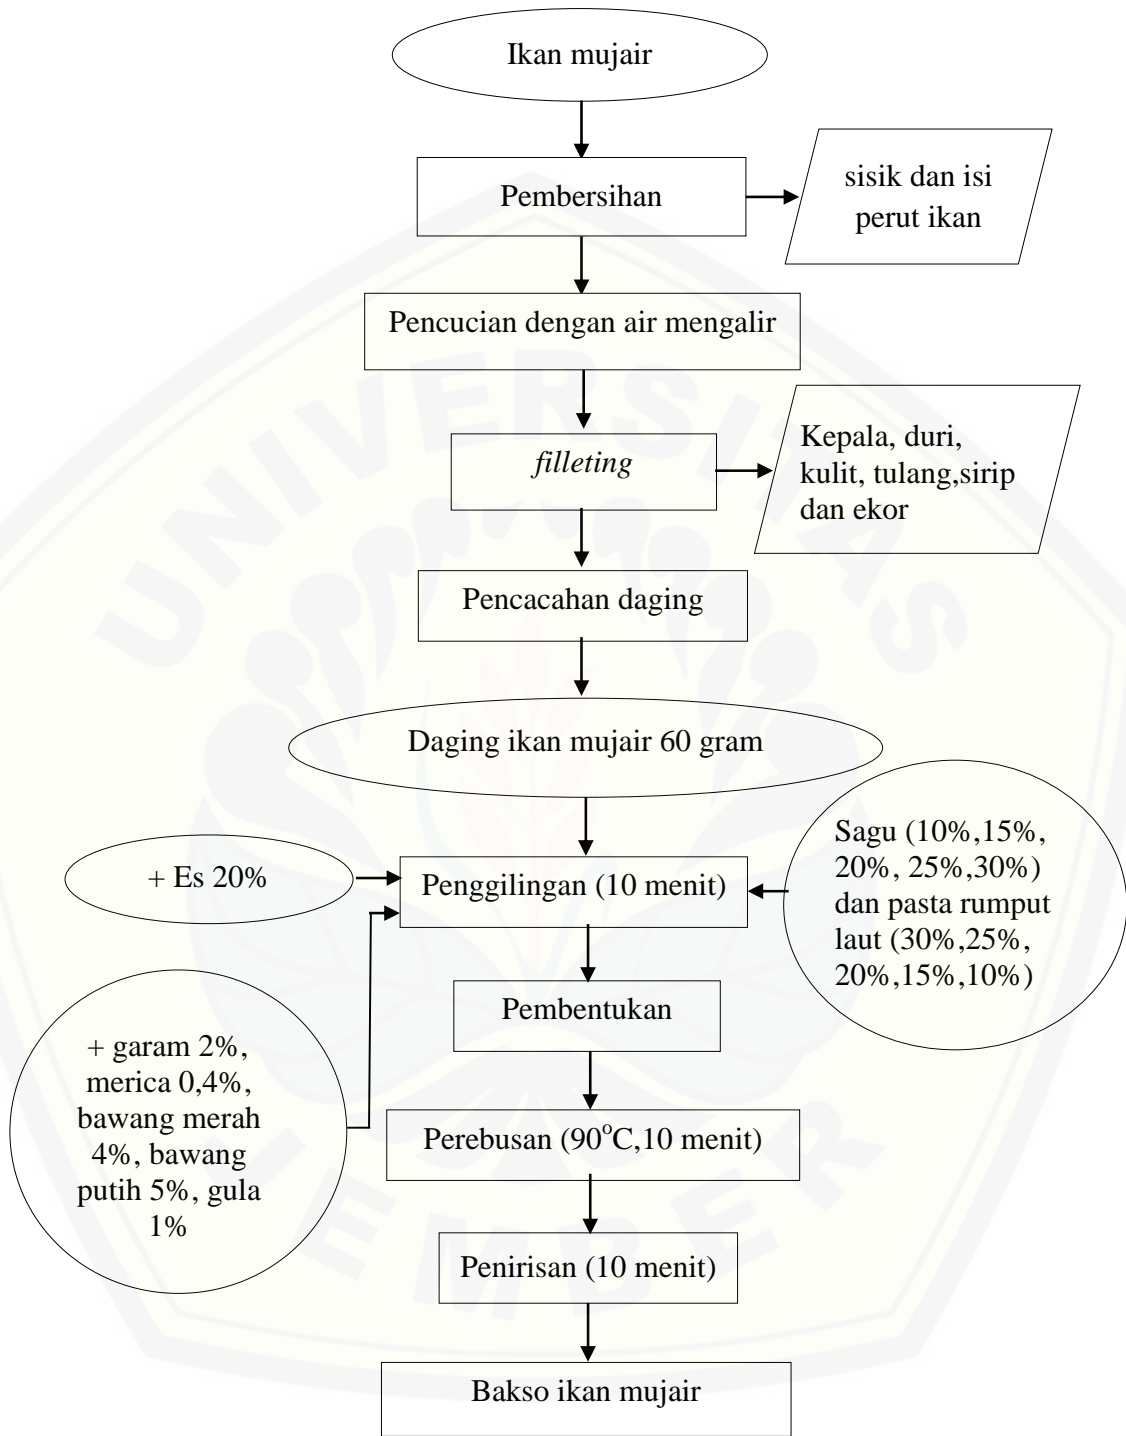 Ikan mujair
Pembersihan
sisik dan isi
perut ikan
Pencucian dengan air mengalir
filleting
Kepala, duri,
kulit, tulang,sirip
dan ekor
Pencacahan daging
Daging ikan mujair 60 gram
+ Es 20%
Penggilingan (10 menit)
Sagu (10%,15%,
20%, 25%,30%)
dan pasta rumput
laut (30%,25%,
20%,15%,10%)
+ garam 2%,
merica 0,4%,
bawang merah
4%, bawang
putih 5%, gula
1%
Pembentukan
Perebusan (90°C,10 menit)
Penirisan (10 menit)
Bakso ikan mujair
UNIVERSITAS
JEMBER